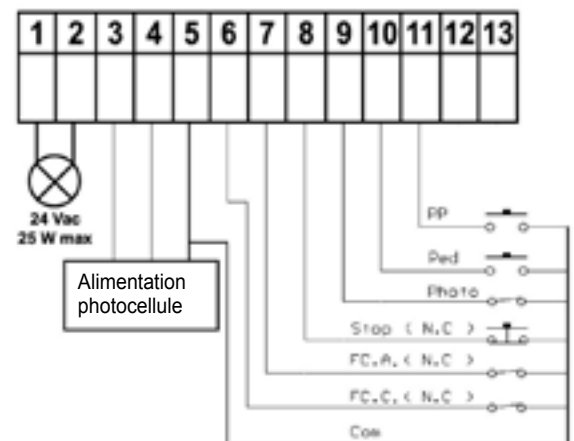 1 2 3 4 5 6 7 8 9 10 11 12 13
24 Vac
25 W max
Alimentation
photocellule
PP
Ped
Photo
Stop ( N.C )
FC.A.( N.C )
FC.C.( N.C )
Com